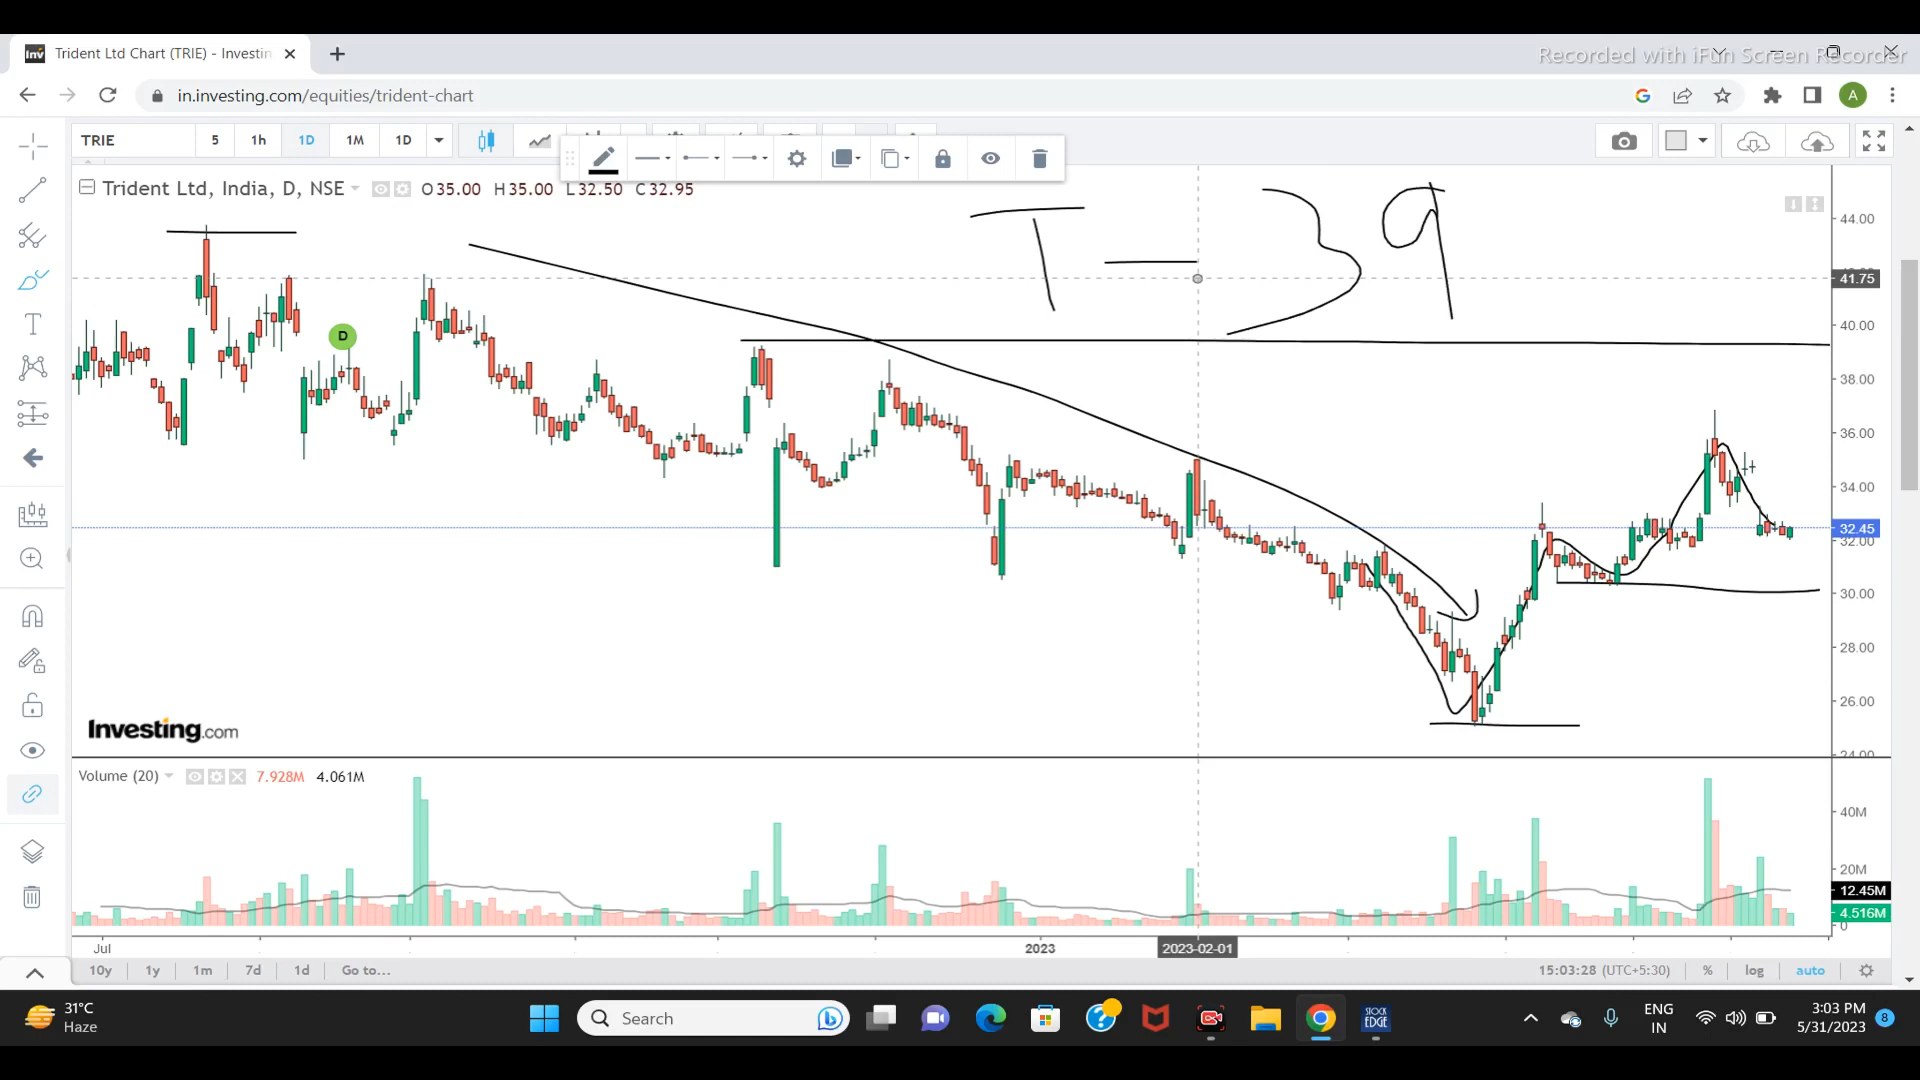 Trident Ltd Chart (TRIE) - Investin
Recorded with iFun Screen Recorder
in.investing.com/equities/trident-chart
A
TRIE 5 1h 1D 1M 1D
Trident Ltd, India, D, NSE O 35.00 H 35.00 L 32.50 C 32.95
T - 39
44.00
41.75
40.00
D
38.00
36.00
34.00
32.45
32.00
30.00
28.00
26.00
24.00
Investing.com
Volume (20) 7.928M 4.061M
40M
20M
12.45M
4.516M
0
Jul 2023 2023-02-01
10y 1y 1m 7d 1d Go to... 15:03:28 (UTC+5:30) % log auto
31°C
Haze
Search
STOCK
EDGE
ENG
IN
3:03 PM
5/31/2023
8